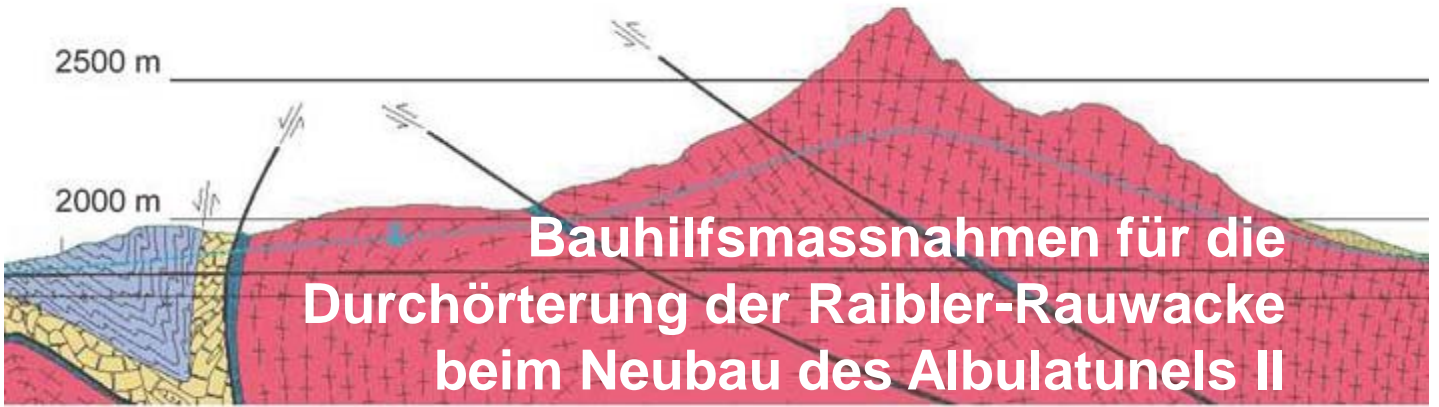 2500 m
2000 m
Bauhilfsmassnahmen für die
Durchörterung der Raibler-Rauwacke
beim Neubau des Albulatunels II